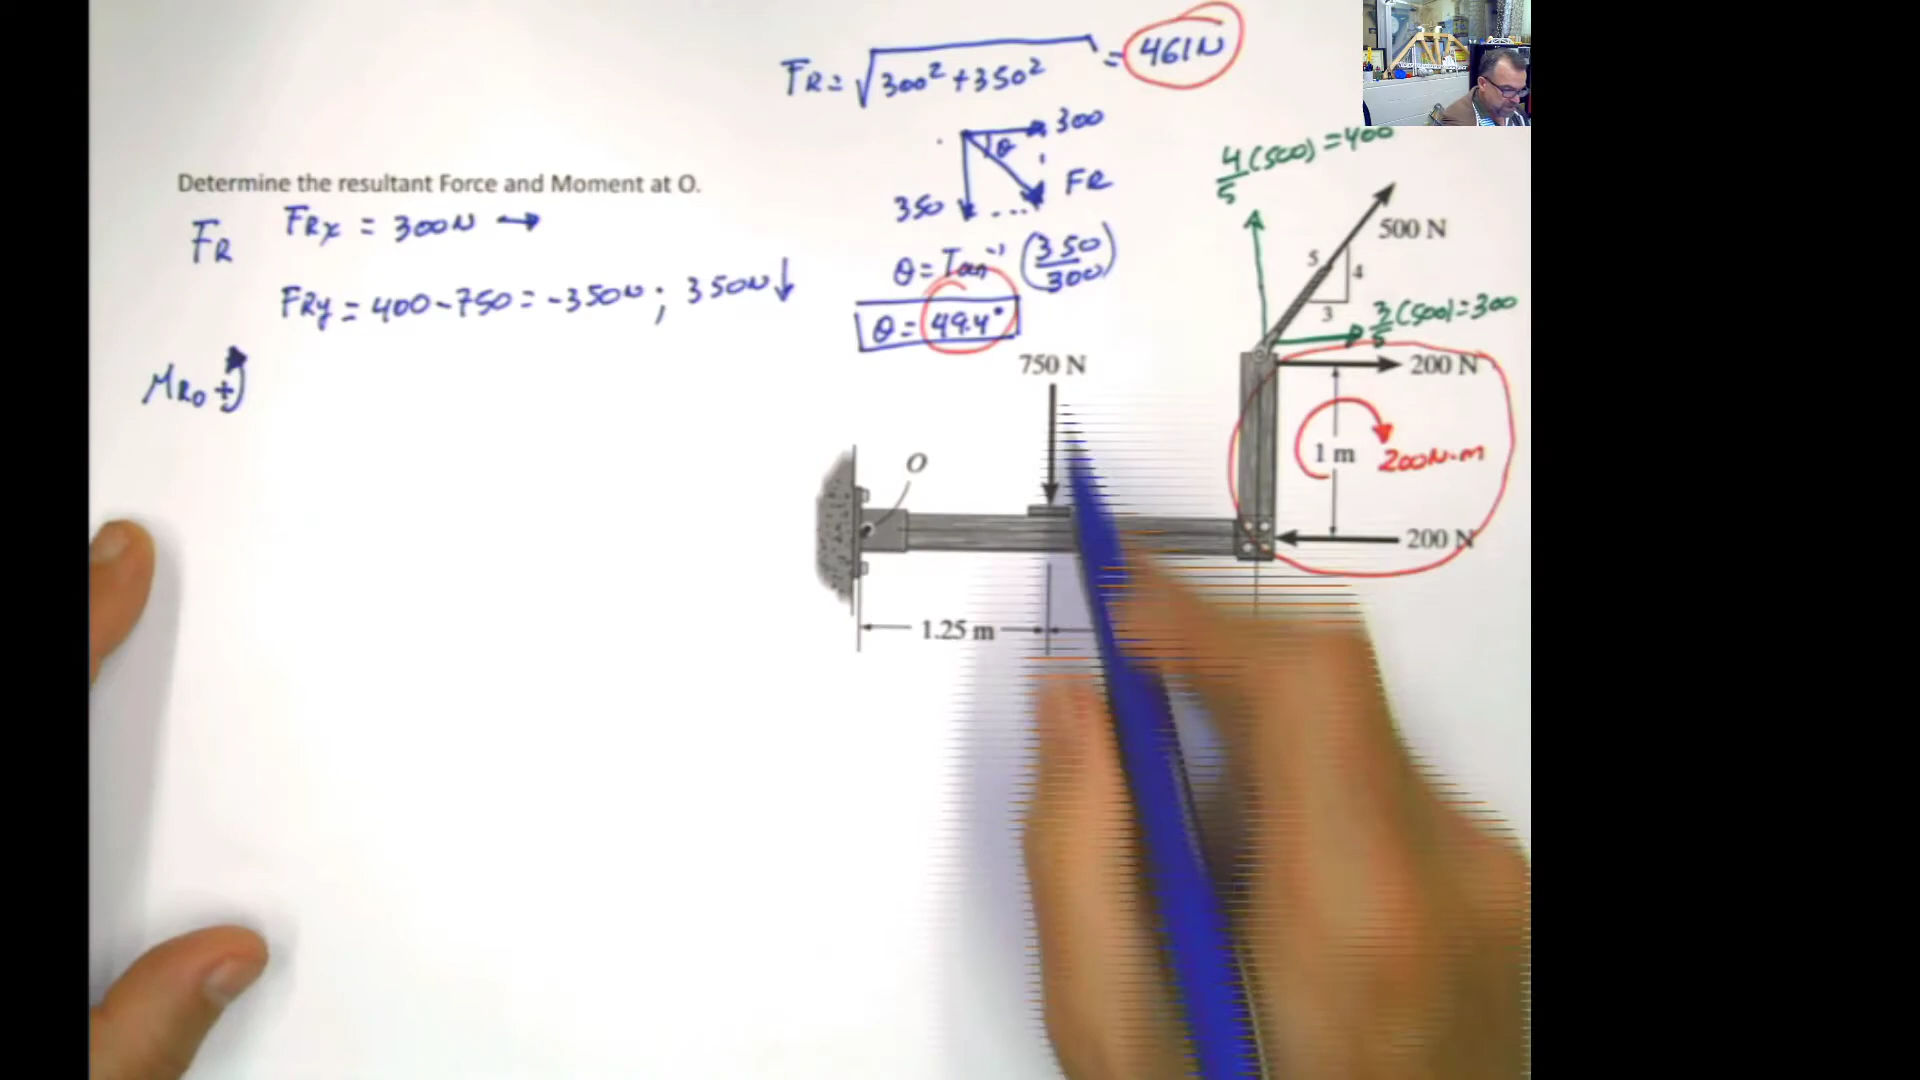 FR = √300² + 350² = 461N
300
θ
350
FR
4/5 (500) = 400
Determine the resultant Force and Moment at O.
FR
FRx = 300N →
FRy = 400 - 750 = -350N ; 350N ↓
θ = Tan⁻¹ (350/300)
θ = 49.4°
MRO +
500 N
5
4
3
3/5 (500) = 300
750 N
200 N
O
1 m
200N·m
200 N
1.25 m